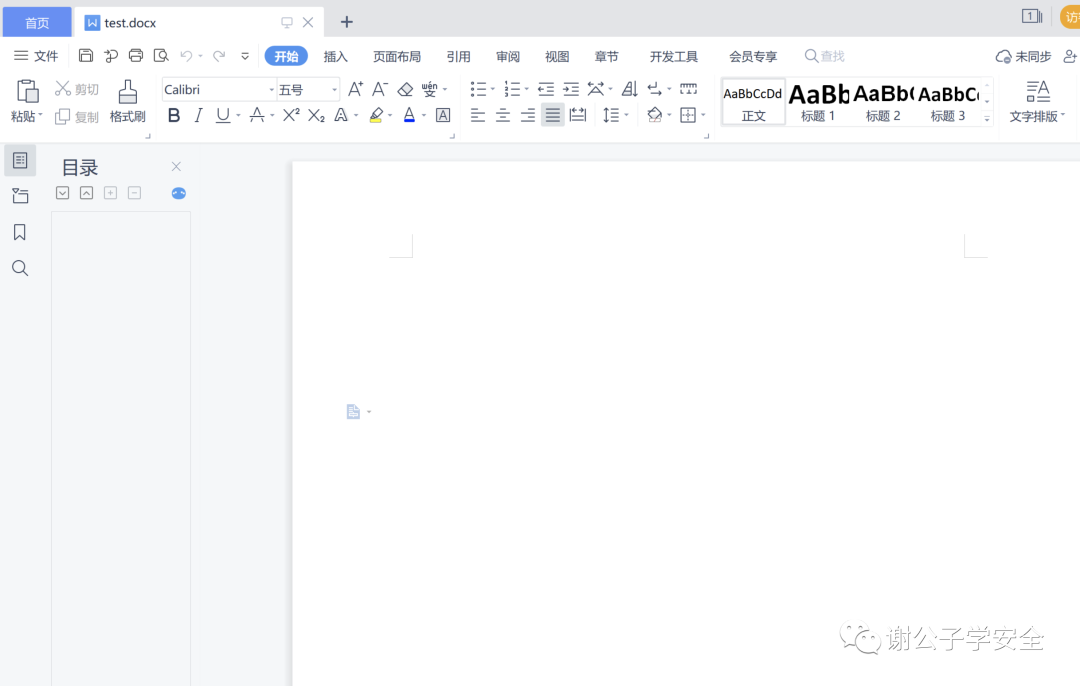 首页 test.docx 1 访
文件 开始 插入 页面布局 引用 审阅 视图 章节 开发工具 会员专享 查找 未同步
粘贴 剪切 复制 格式刷
Calibri 五号 A⁺ A⁻ wén
B I U A X² X₂ A A A
AaBbCcDd AaBb AaBb( AaBbC(
正文 标题 1 标题 2 标题 3 文字排版
目录
谢公子学安全